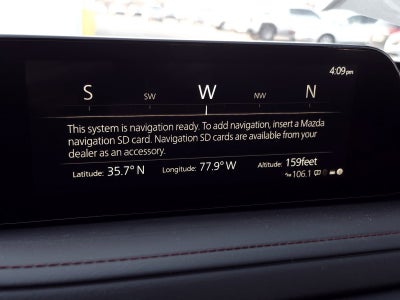 4:09pm
S SW W NW N
This system is navigation ready. To add navigation, insert a Mazda
navigation SD card. Navigation SD cards are available from your
dealer as an accessory.
Latitude: 35.7° N Longitude: 77.9° W Altitude: 159feet
106.1